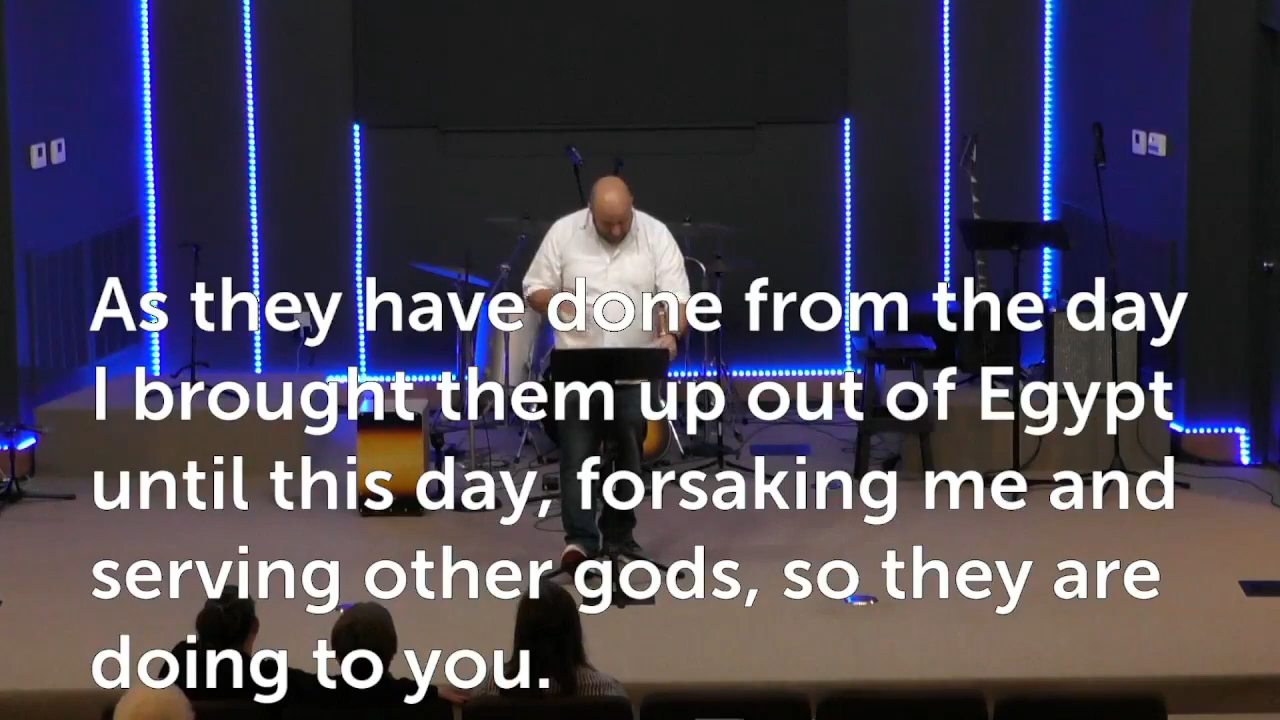 As they have done from the day
I brought them up out of Egypt
until this day, forsaking me and
serving other gods, so they are
doing to you.